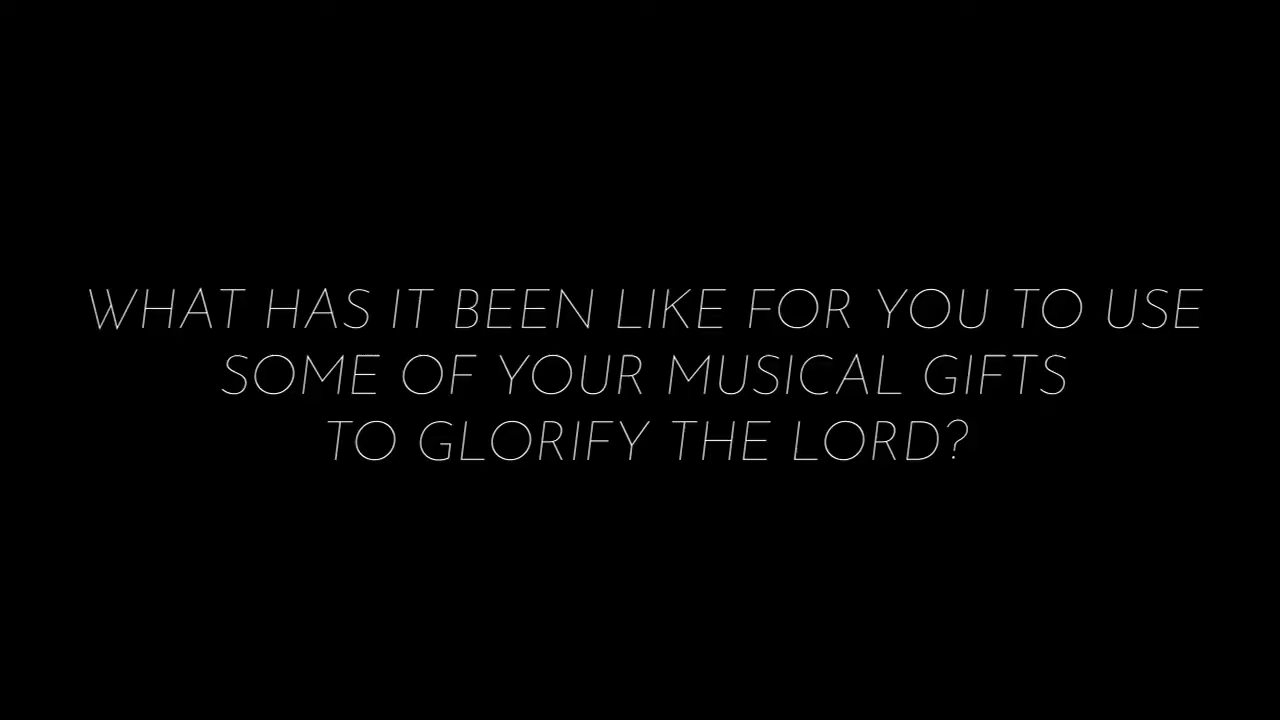 WHAT HAS IT BEEN LIKE FOR YOU TO USE
SOME OF YOUR MUSICAL GIFTS
TO GLORIFY THE LORD?